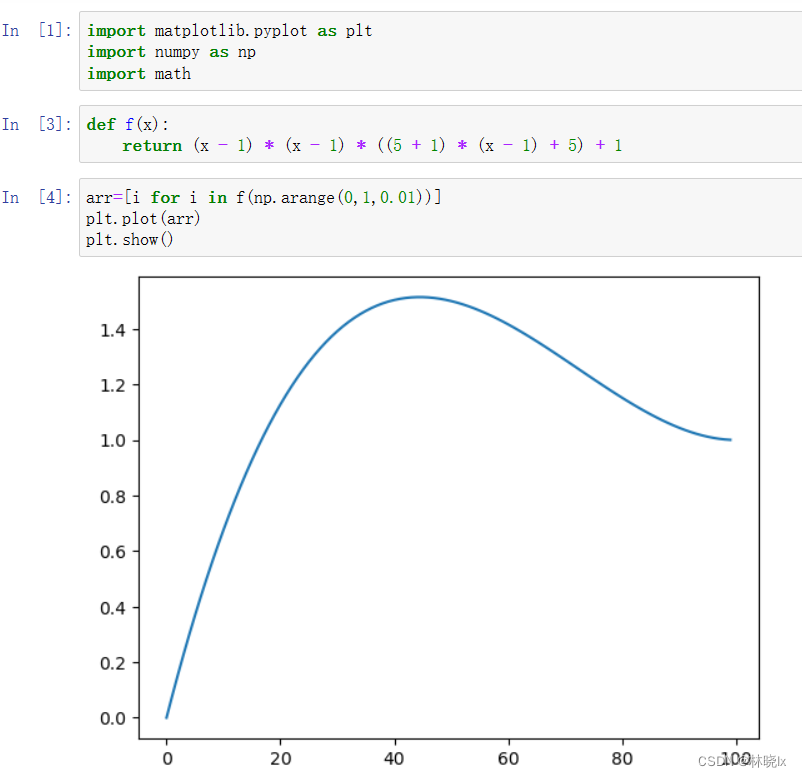 In [1]: import matplotlib.pyplot as plt
import numpy as np
import math
In [3]: def f(x):
return (x - 1) * (x - 1) * ((5 + 1) * (x - 1) + 5) + 1
In [4]: arr=[i for i in f(np.arange(0,1,0.01))]
plt.plot(arr)
plt.show()
1.4
1.2
1.0
0.8
0.6
0.4
0.2
0.0
0 20 40 60 80 100
CSDN @林晓lx